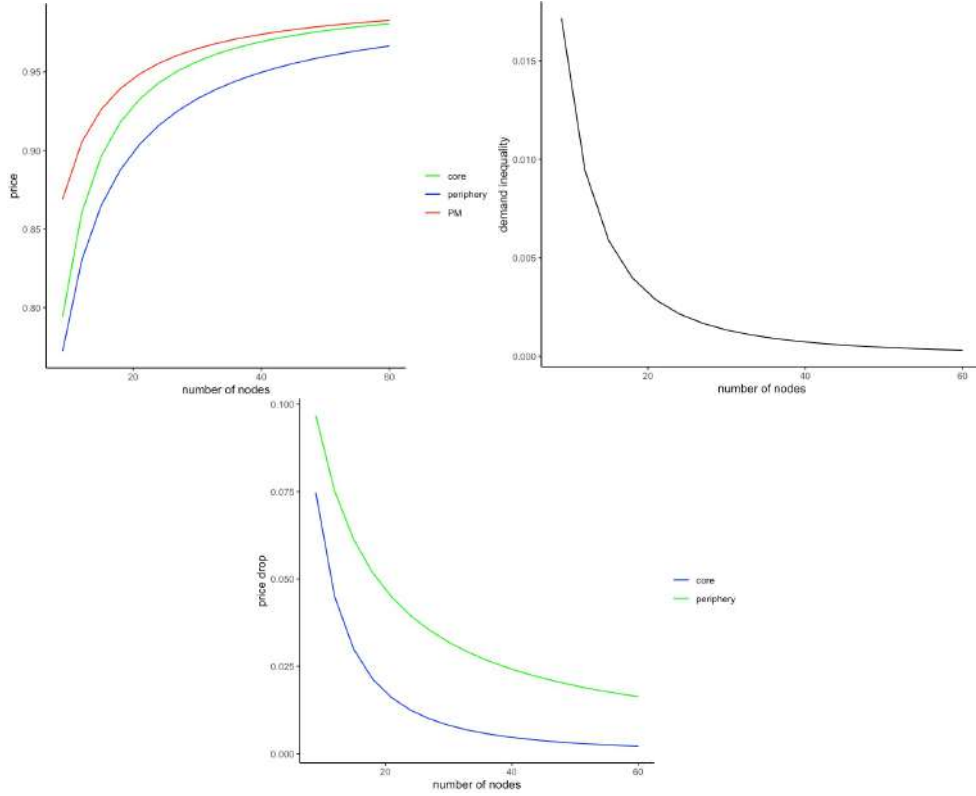 price
0.95
0.90
0.85
0.80
20
40
60
number of nodes
core
periphery
PM
demand inequality
0.015
0.010
0.005
0.000
20
40
60
number of nodes
price drop
0.100
0.075
0.050
0.025
0.000
20
40
60
number of nodes
core
periphery